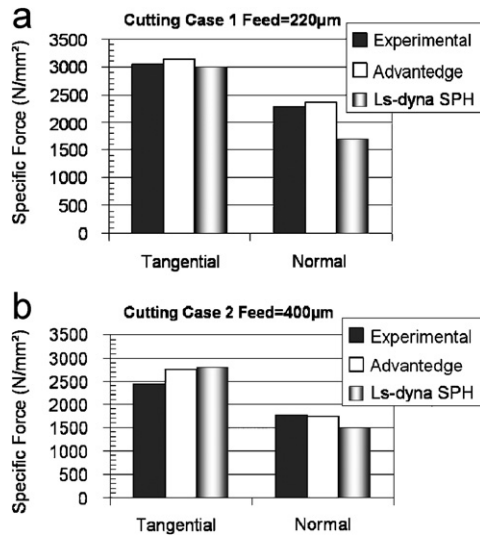 a
Cutting Case 1 Feed=220µm
Specific Force (N/mm²)
3500
3000
2500
2000
1500
1000
500
0
Experimental
Advantedge
Ls-dyna SPH
Tangential Normal
b
Cutting Case 2 Feed=400µm
Specific Force (N/mm²)
3500
3000
2500
2000
1500
1000
500
0
Experimental
Advantedge
Ls-dyna SPH
Tangential Normal